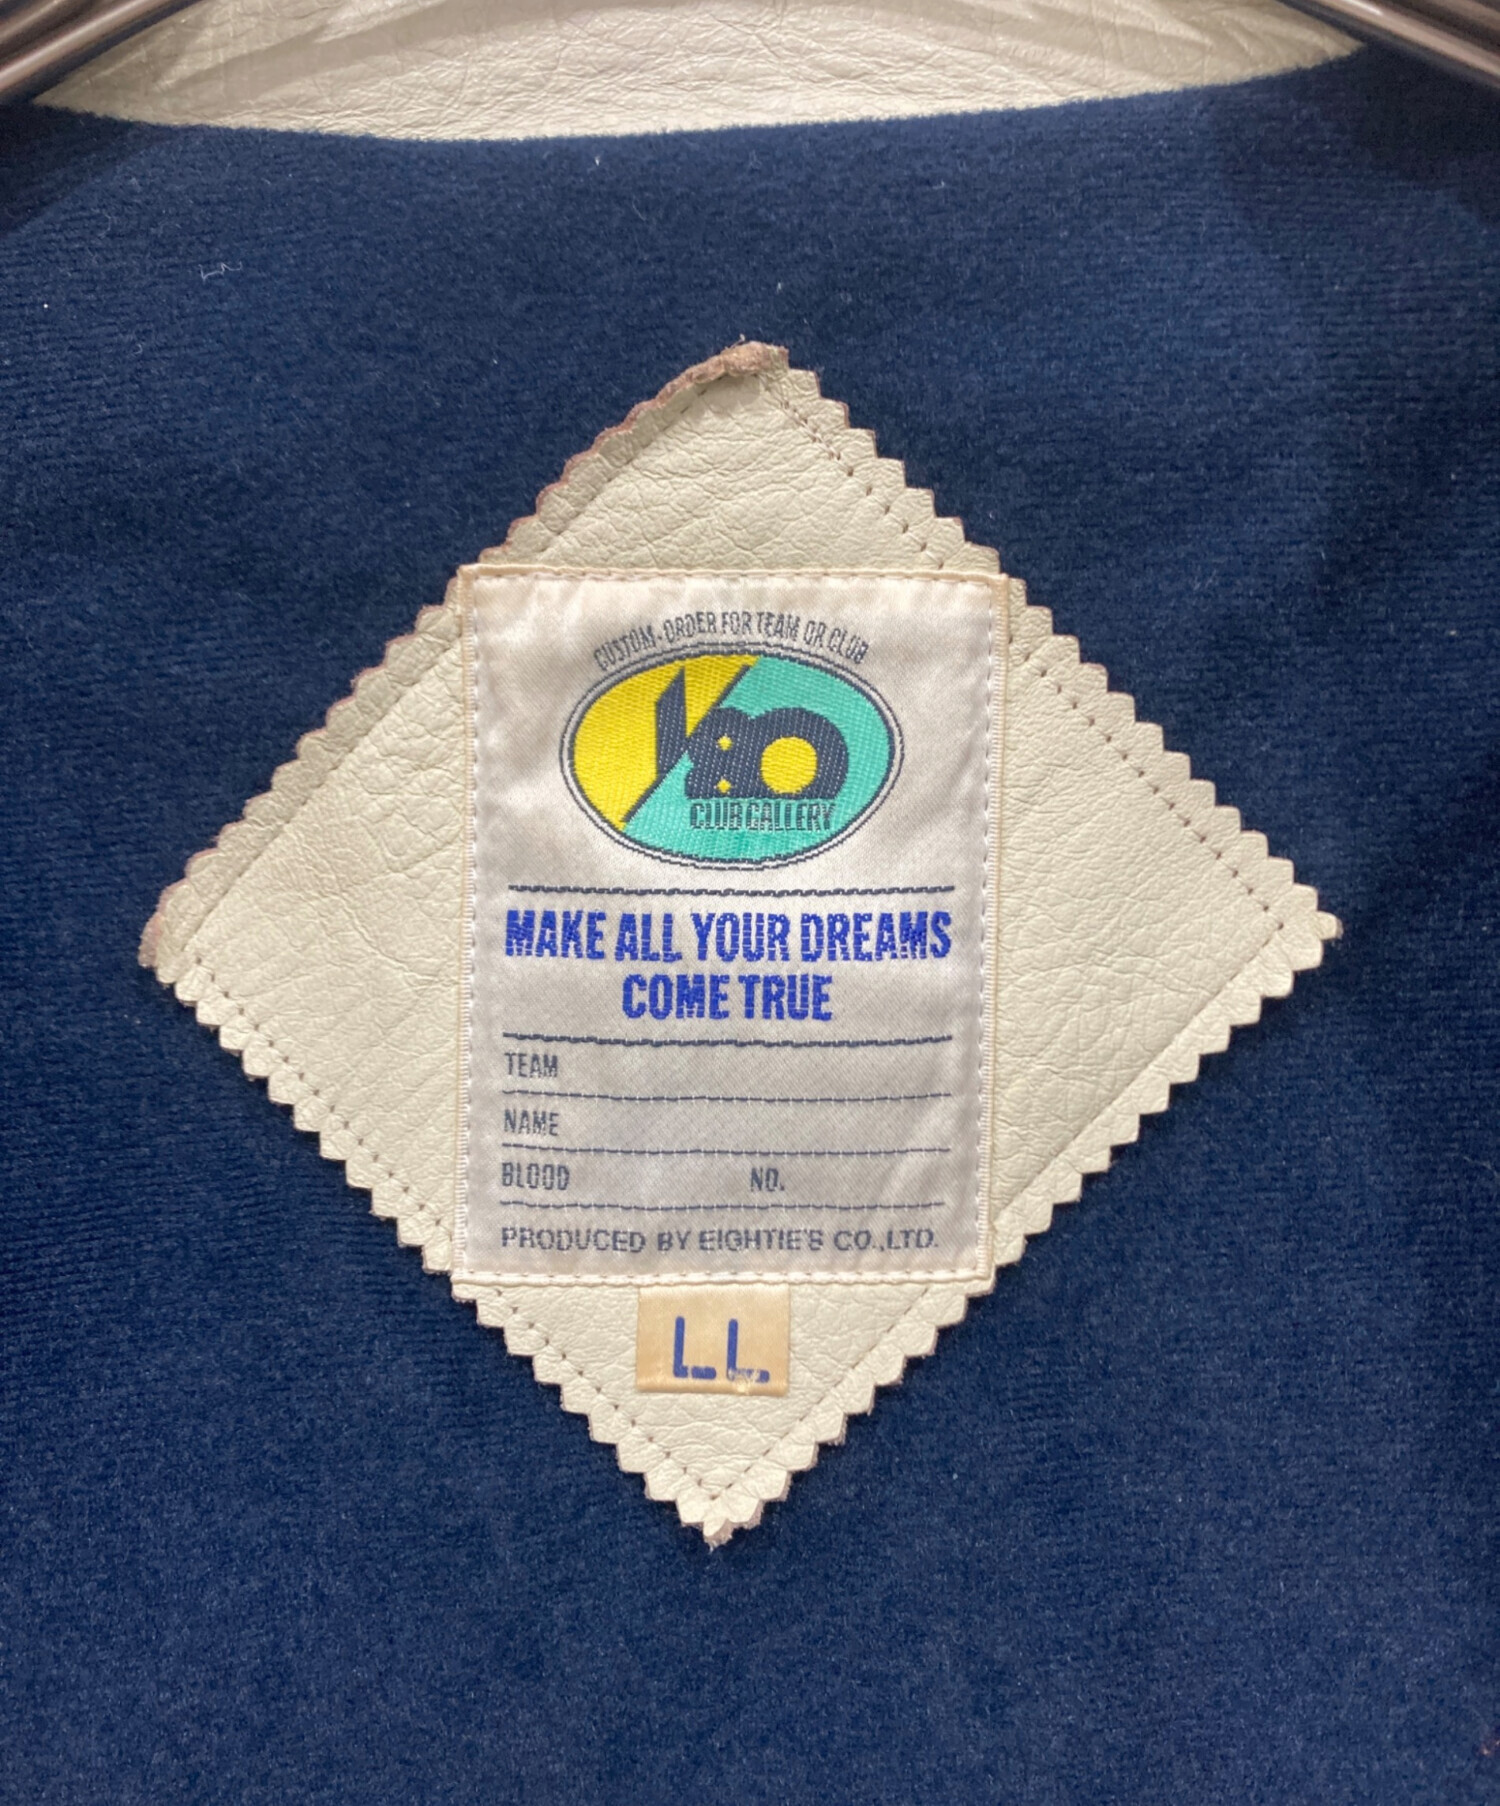 CUSTOM-ORDER FOR TEAM OR CLUB
80
CLUB GALLERY
MAKE ALL YOUR DREAMS
COME TRUE
TEAM
NAME
BLOOD NO.
PRODUCED BY EIGHTIE'S CO.,LTD.
LL